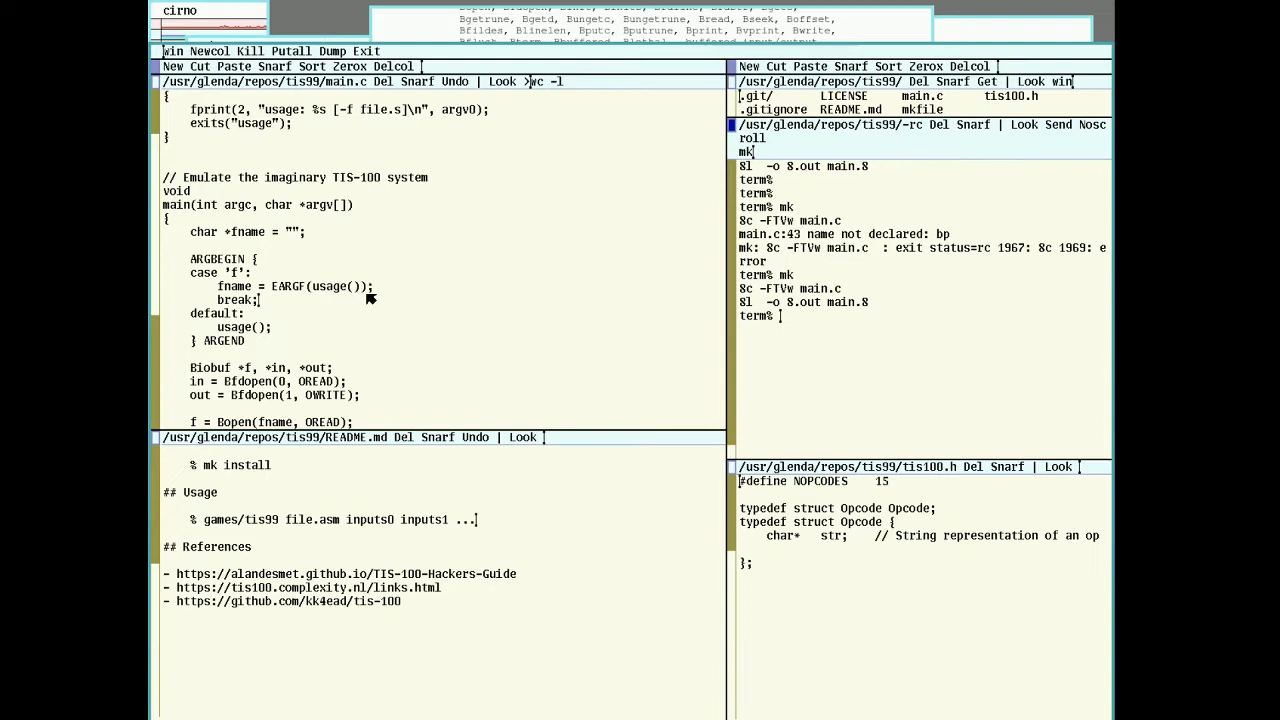 cirno
Bgetrune, Bgetd, Bungetc, Bungetrune, Bread, Bseek, Boffset,
Bfildes, Blinelen, Bputc, Bputrune, Bprint, Bvprint, Bwrite,
win Newcol Kill Putall Dump Exit
New Cut Paste Snarf Sort Zerox Delcol
/usr/glenda/repos/tis99/main.c Del Snarf Undo | Look >wc -l
{
fprint(2, "usage: %s [-f file.s]\n", argv0);
exits("usage");
}
// Emulate the imaginary TIS-100 system
void
main(int argc, char *argv[])
{
char *fname = "";
ARGBEGIN {
case 'f':
fname = EARGF(usage());
break;
default:
usage();
} ARGEND
Biobuf *f, *in, *out;
in = Bfdopen(0, OREAD);
out = Bfdopen(1, OWRITE);
f = Bopen(fname, OREAD);
/usr/glenda/repos/tis99/README.md Del Snarf Undo | Look
% mk install
## Usage
% games/tis99 file.asm inputs0 inputs1 ...
## References
- https://alandesmet.github.io/TIS-100-Hackers-Guide
- https://tis100.complexity.nl/links.html
- https://github.com/kk4ead/tis-100
New Cut Paste Snarf Sort Zerox Delcol
/usr/glenda/repos/tis99/ Del Snarf Get | Look win
.git/ LICENSE main.c tis100.h
.gitignore README.md mkfile
/usr/glenda/repos/tis99/-rc Del Snarf | Look Send Nosc
roll
mk
8l -o 8.out main.8
term%
term%
term% mk
8c -FTVw main.c
main.c:43 name not declared: bp
mk: 8c -FTVw main.c : exit status=rc 1967: 8c 1969: e
rror
term% mk
8c -FTVw main.c
8l -o 8.out main.8
term%
/usr/glenda/repos/tis99/tis100.h Del Snarf | Look
#define NOPCODES 15
typedef struct Opcode Opcode;
typedef struct Opcode {
char* str; // String representation of an op
};